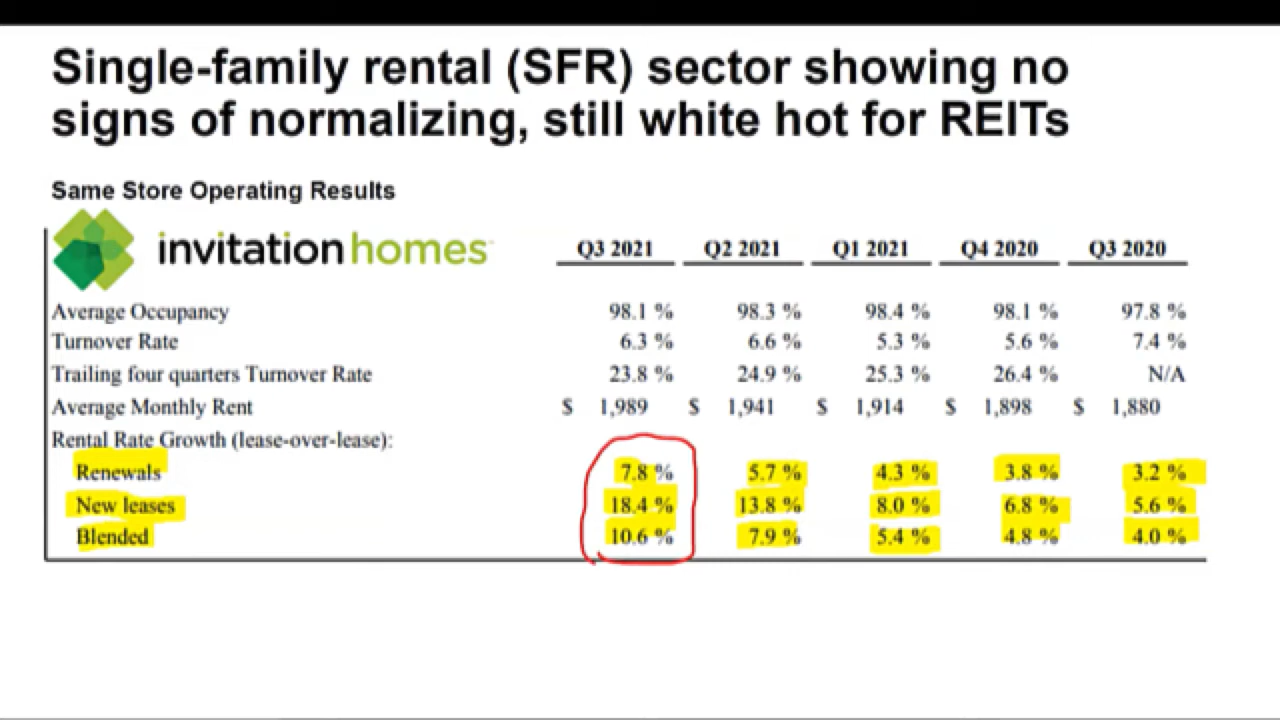 Single-family rental (SFR) sector showing no
signs of normalizing, still white hot for REITs
Same Store Operating Results
invitation homes
Q3 2021 Q2 2021 Q1 2021 Q4 2020 Q3 2020
Average Occupancy 98.1 % 98.3 % 98.4 % 98.1 % 97.8 %
Turnover Rate 6.3 % 6.6 % 5.3 % 5.6 % 7.4 %
Trailing four quarters Turnover Rate 23.8 % 24.9 % 25.3 % 26.4 % N/A
Average Monthly Rent $ 1,989 $ 1,941 $ 1,914 $ 1,898 $ 1,880
Rental Rate Growth (lease-over-lease):
Renewals 7.8 % 5.7 % 4.3 % 3.8 % 3.2 %
New leases 18.4 % 13.8 % 8.0 % 6.8 % 5.6 %
Blended 10.6 % 7.9 % 5.4 % 4.8 % 4.0 %